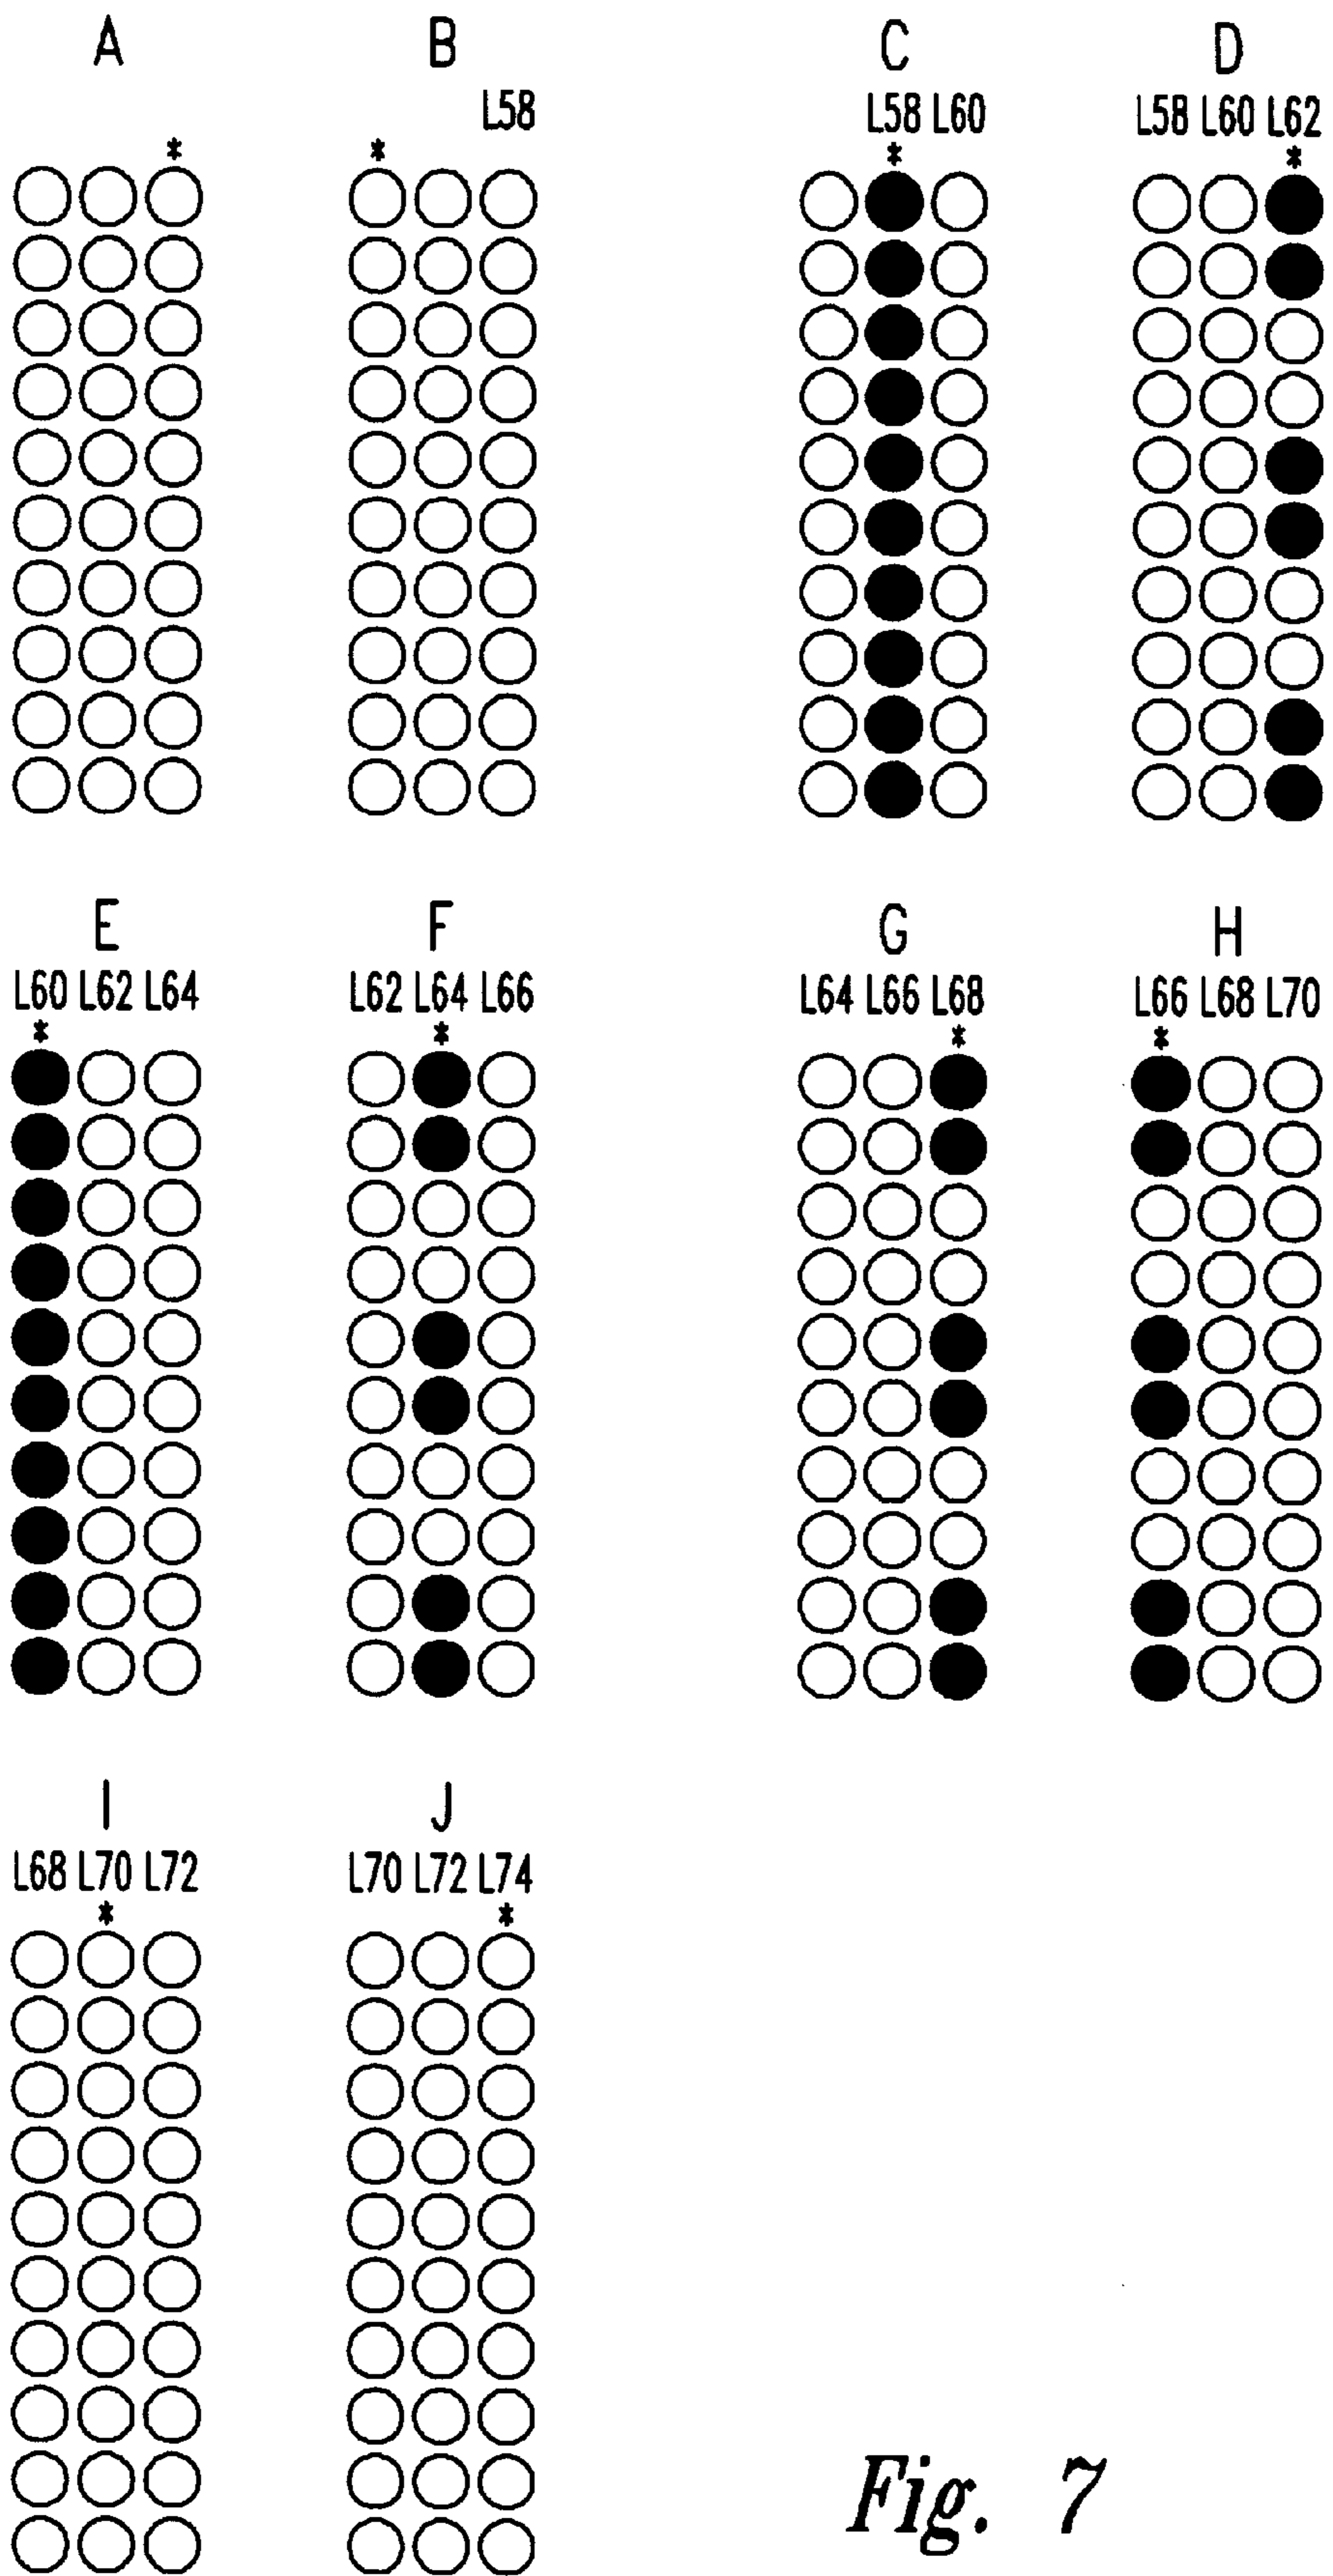 A B C D
L58 L58 L60 L58 L60 L62
* * * *
E F G H
L60 L62 L64 L62 L64 L66 L64 L66 L68 L66 L68 L70
* * * *
I J
L68 L70 L72 L70 L72 L74
* *
Fig. 7